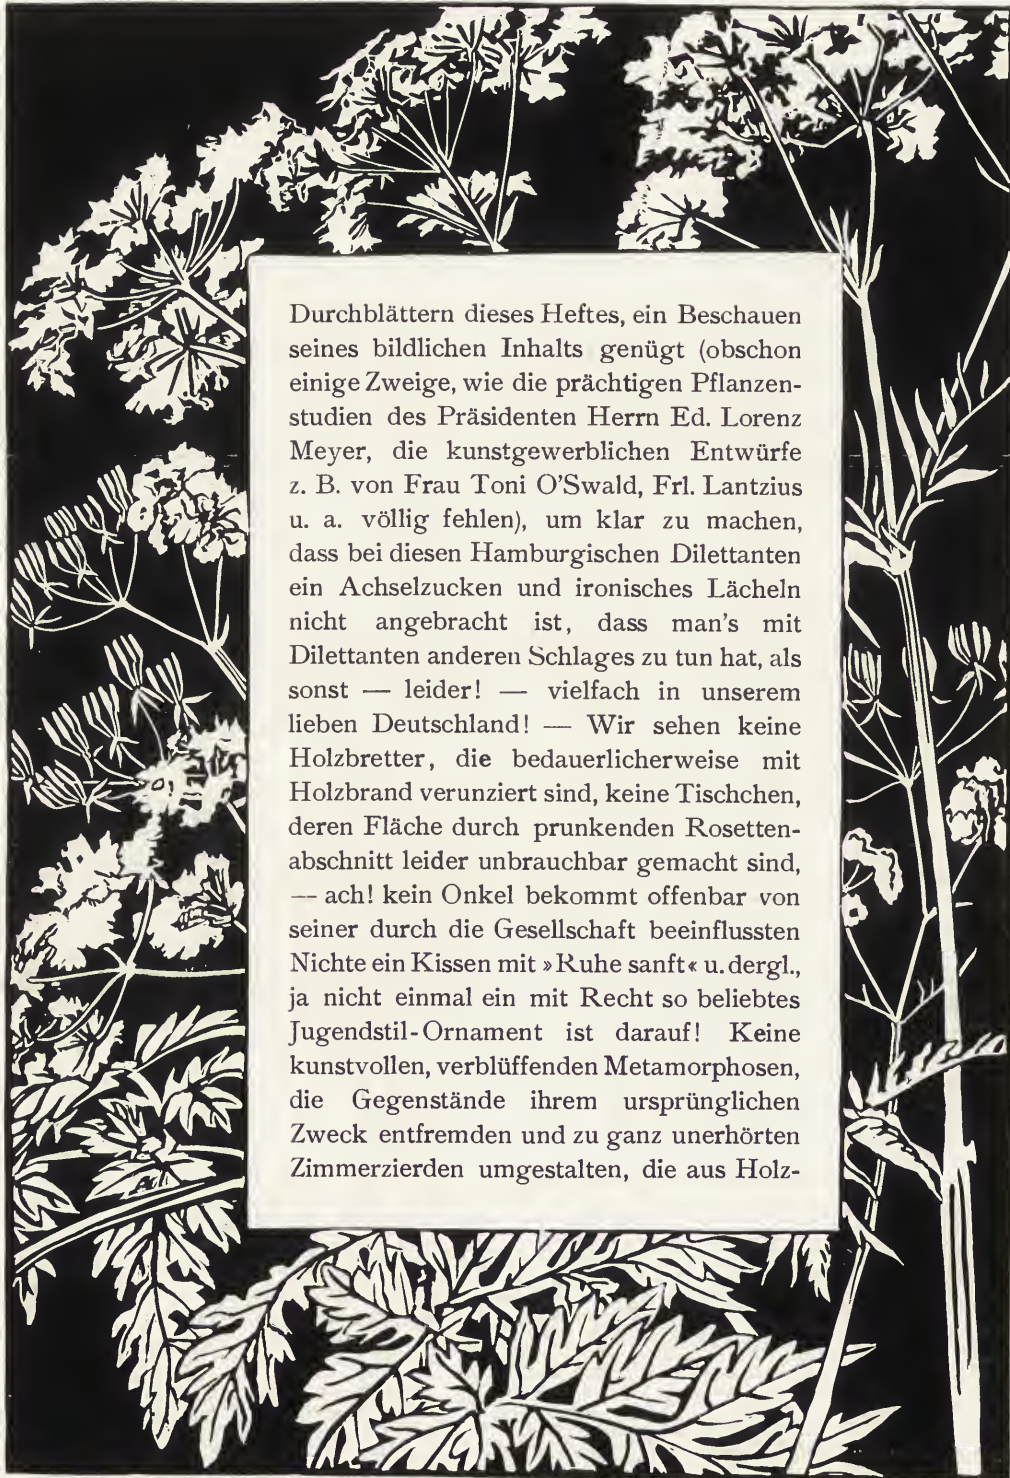 Durchblättern dieses Heftes, ein Beschauen
seines bildlichen Inhalts genügt (obschon
einige Zweige, wie die prächtigen Pflanzen-
studien des Präsidenten Herrn Ed. Lorenz
Meyer, die kunstgewerblichen Entwürfe
z. B. von Frau Toni O’Swald, Frl. Lantzius
u. a. völlig fehlen), um klar zu machen,
dass bei diesen Hamburgischen Dilettanten
ein Achselzucken und ironisches Lächeln
nicht angebracht ist, dass man’s mit
Dilettanten anderen Schlages zu tun hat, als
sonst — leider! — vielfach in unserem
lieben Deutschland! — Wir sehen keine
Holzbretter, die bedauerlicherweise mit
Holzbrand verunziert sind, keine Tischchen,
deren Fläche durch prunkenden Rosetten-
abschnitt leider unbrauchbar gemacht sind,
— ach! kein Onkel bekommt offenbar von
seiner durch die Gesellschaft beeinflussten
Nichte ein Kissen mit »Ruhe sanft« u. dergl.,
ja nicht einmal ein mit Recht so beliebtes
Jugendstil-Ornament ist darauf! Keine
kunstvollen, verblüffenden Metamorphosen,
die Gegenstände ihrem ursprünglichen
Zweck entfremden und zu ganz unerhörten
Zimmerzierden umgestalten, die aus Holz-